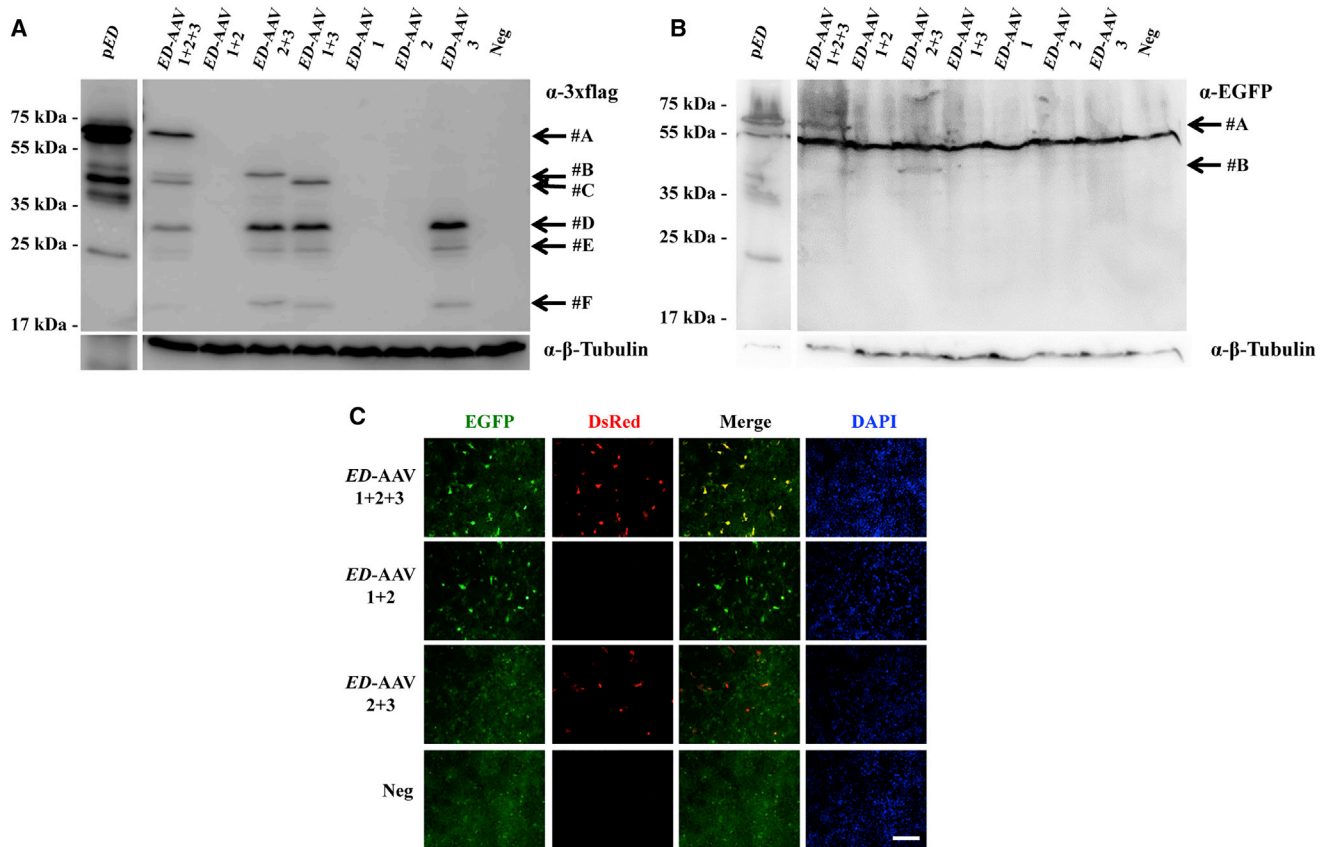 A
pED
ED-AAV 1+2+3
ED-AAV 1+2
ED-AAV 2+3
ED-AAV 1+3
ED-AAV 1
ED-AAV 2
ED-AAV 3
Neg
α-3xflag
75 kDa -
55 kDa -
35 kDa -
25 kDa -
17 kDa -
#A
#B
#C
#D
#E
#F
α-β-Tubulin
B
pED
ED-AAV 1+2+3
ED-AAV 1+2
ED-AAV 2+3
ED-AAV 1+3
ED-AAV 1
ED-AAV 2
ED-AAV 3
Neg
α-EGFP
75 kDa -
55 kDa -
35 kDa -
25 kDa -
17 kDa -
#A
#B
α-β-Tubulin
C
EGFP DsRed Merge DAPI
ED-AAV
1+2+3
ED-AAV
1+2
ED-AAV
2+3
Neg